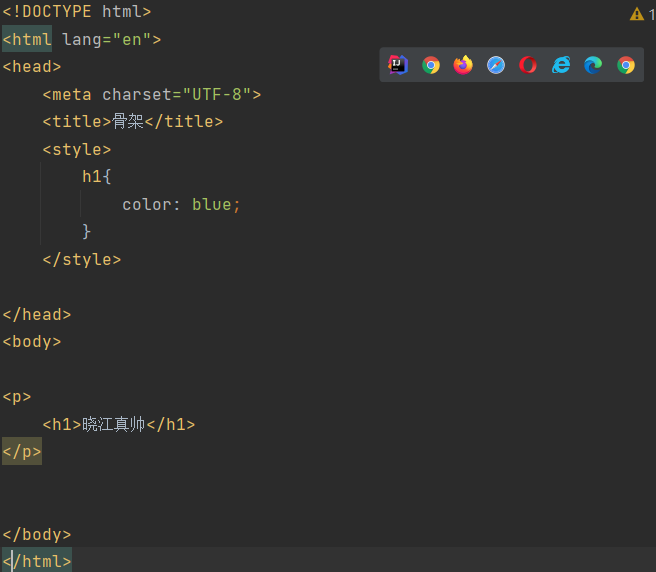 <!DOCTYPE html>
1
<html lang="en">
<head>
    <meta charset="UTF-8">
    <title>骨架</title>
    <style>
        h1{
            color: blue;
        }
    </style>
</head>
<body>
<p>
    <h1>晓江真帅</h1>
</p>
</body>
</html>